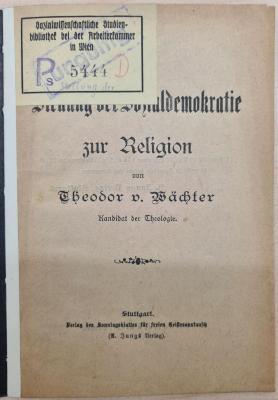 Sozialwissenschaftliche Studien-
bibliothek bei der Arbeiterkammer
in Wien
P
S
5444
D
Stellung der Sozialdemokratie
zur Religion
von
Theodor v. Wächter
Kandidat der Theologie.
Stuttgart.
Verlag des Sonntagsblattes für freien Geistesaustausch
(R. Jungs Verlag).